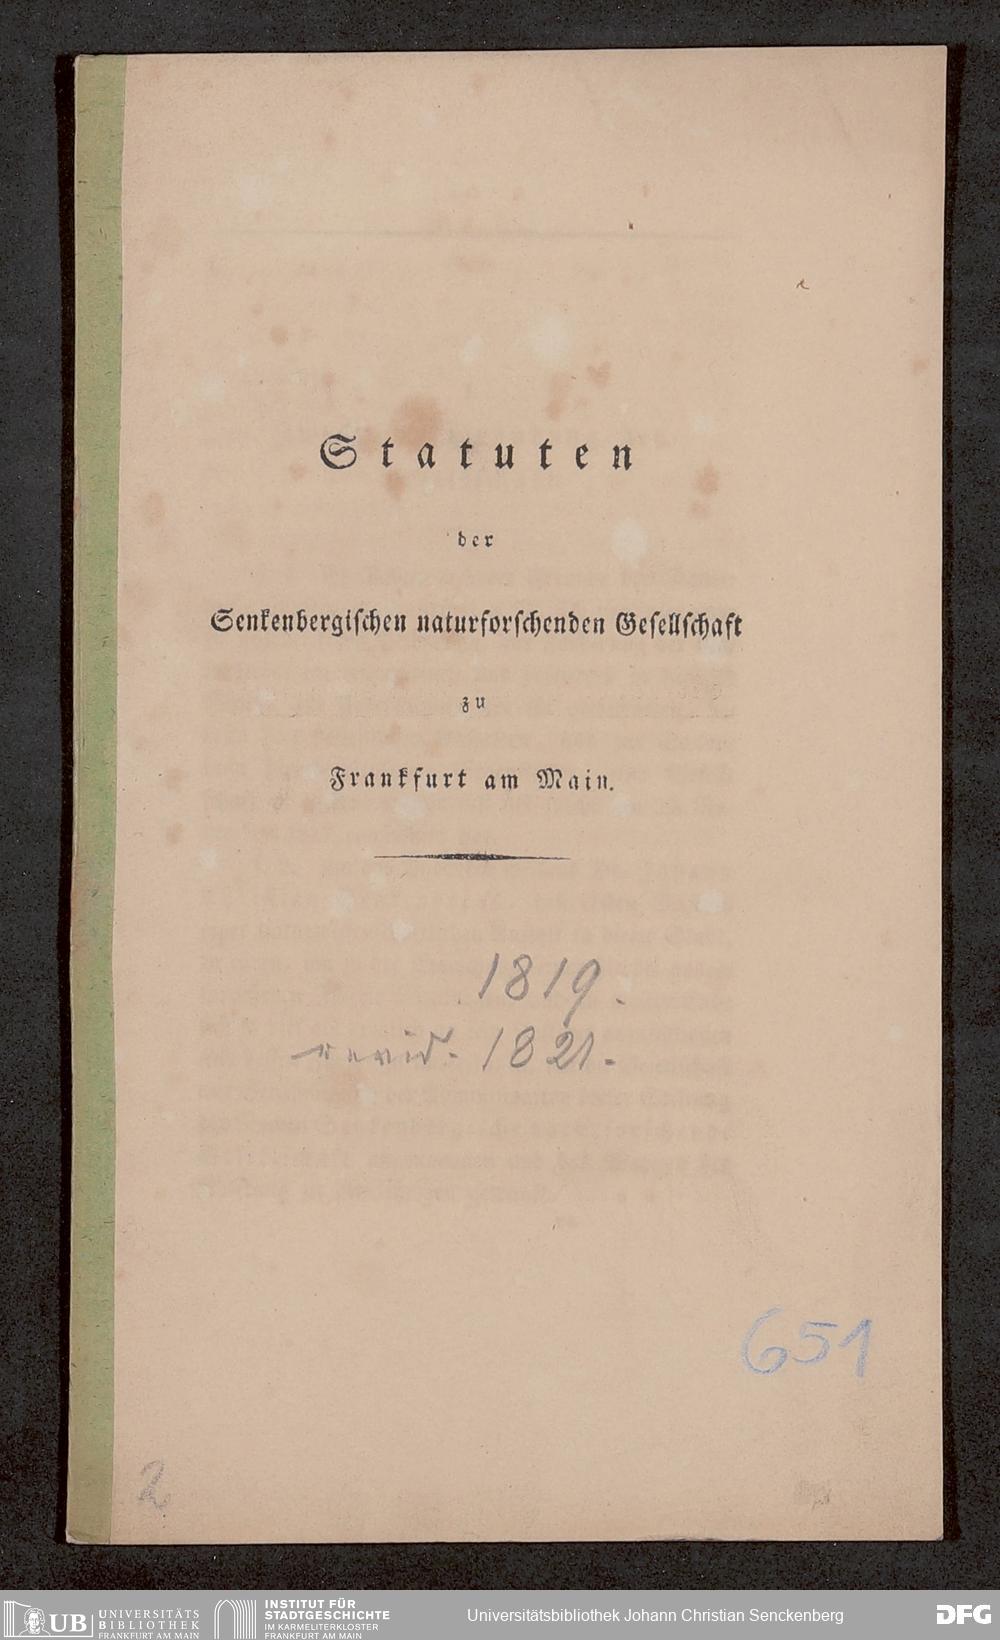 Statuten
der
Senkenbergischen naturforschenden Gesellschaft
zu
Frankfurt am Main.
1819.
revid. 1821.
651
2
UB
UNIVERSITÄTS
BIBLIOTHEK
FRANKFURT AM MAIN
INSTITUT FÜR
STADTGESCHICHTE
IM KARMELITERKLOSTER
FRANKFURT AM MAIN
Universitätsbibliothek Johann Christian Senckenberg
DFG